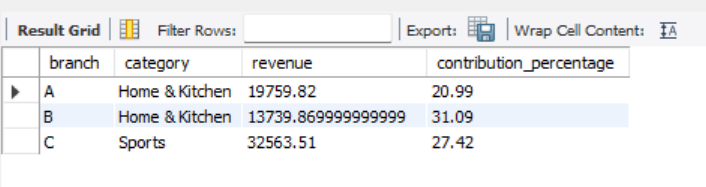 Result Grid Filter Rows: Export: Wrap Cell Content: IA
branch category revenue contribution_percentage
A Home & Kitchen 19759.82 20.99
B Home & Kitchen 13739.869999999999 31.09
C Sports 32563.51 27.42